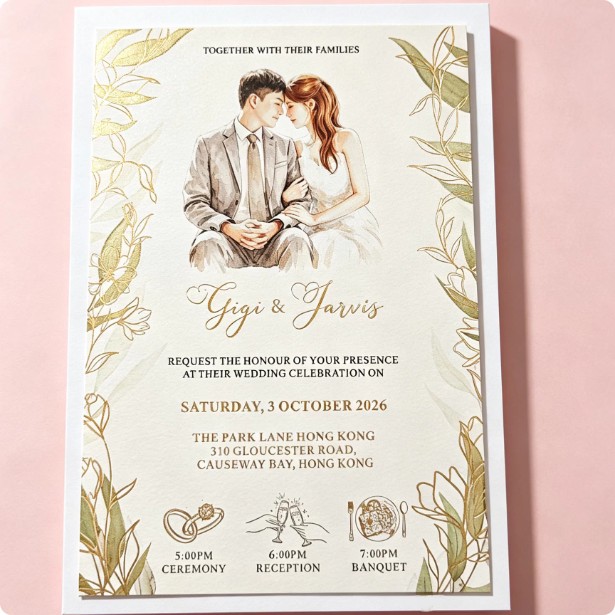 TOGETHER WITH THEIR FAMILIES
Gigi & Jarvis
REQUEST THE HONOUR OF YOUR PRESENCE
AT THEIR WEDDING CELEBRATION ON
SATURDAY, 3 OCTOBER 2026
THE PARK LANE HONG KONG
310 GLOUCESTER ROAD,
CAUSEWAY BAY, HONG KONG
5:00PM
CEREMONY
6:00PM
RECEPTION
7:00PM
BANQUET